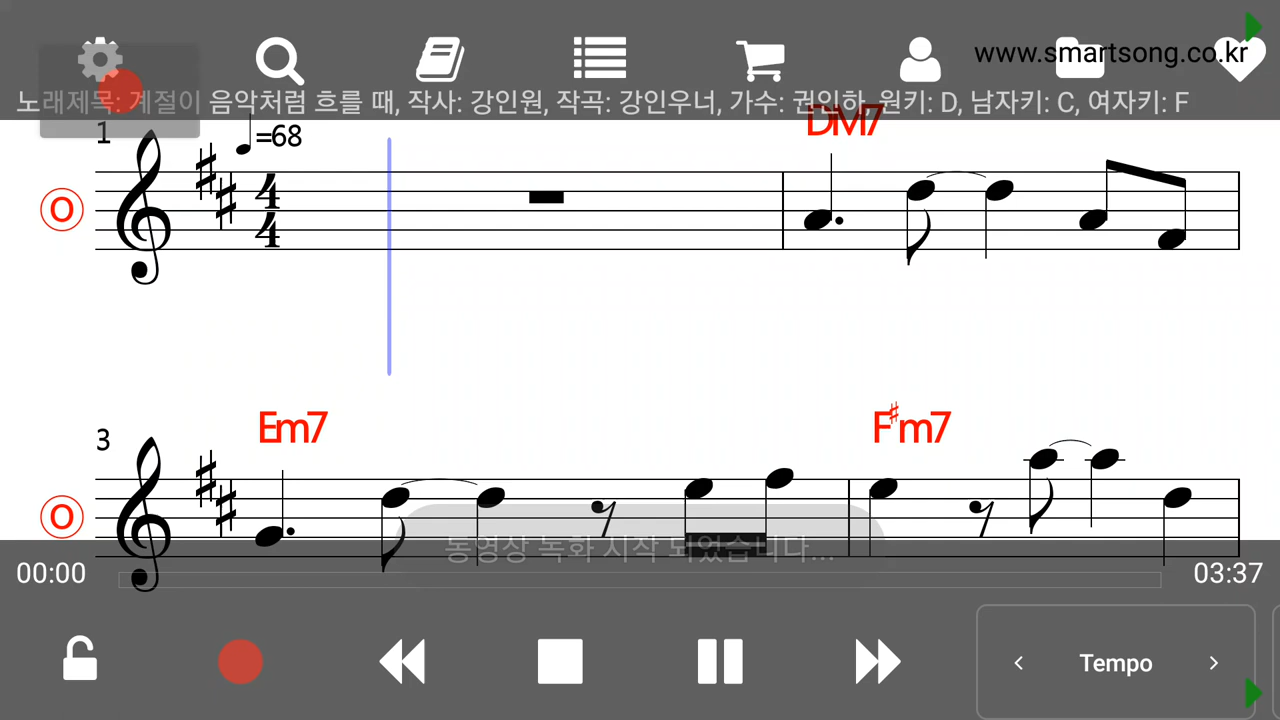 www.smartsong.co.kr
노래제목: 계절이 음악처럼 흐를 때, 작사: 강인원, 작곡: 강인우너, 가수: 권인하, 원키: D, 남자키: C, 여자키: F
1
=68
DM7
4
4
O
3
Em7
F♯m7
O
동영상 녹화 시작 되었습니다...
00:00
03:37
< Tempo >